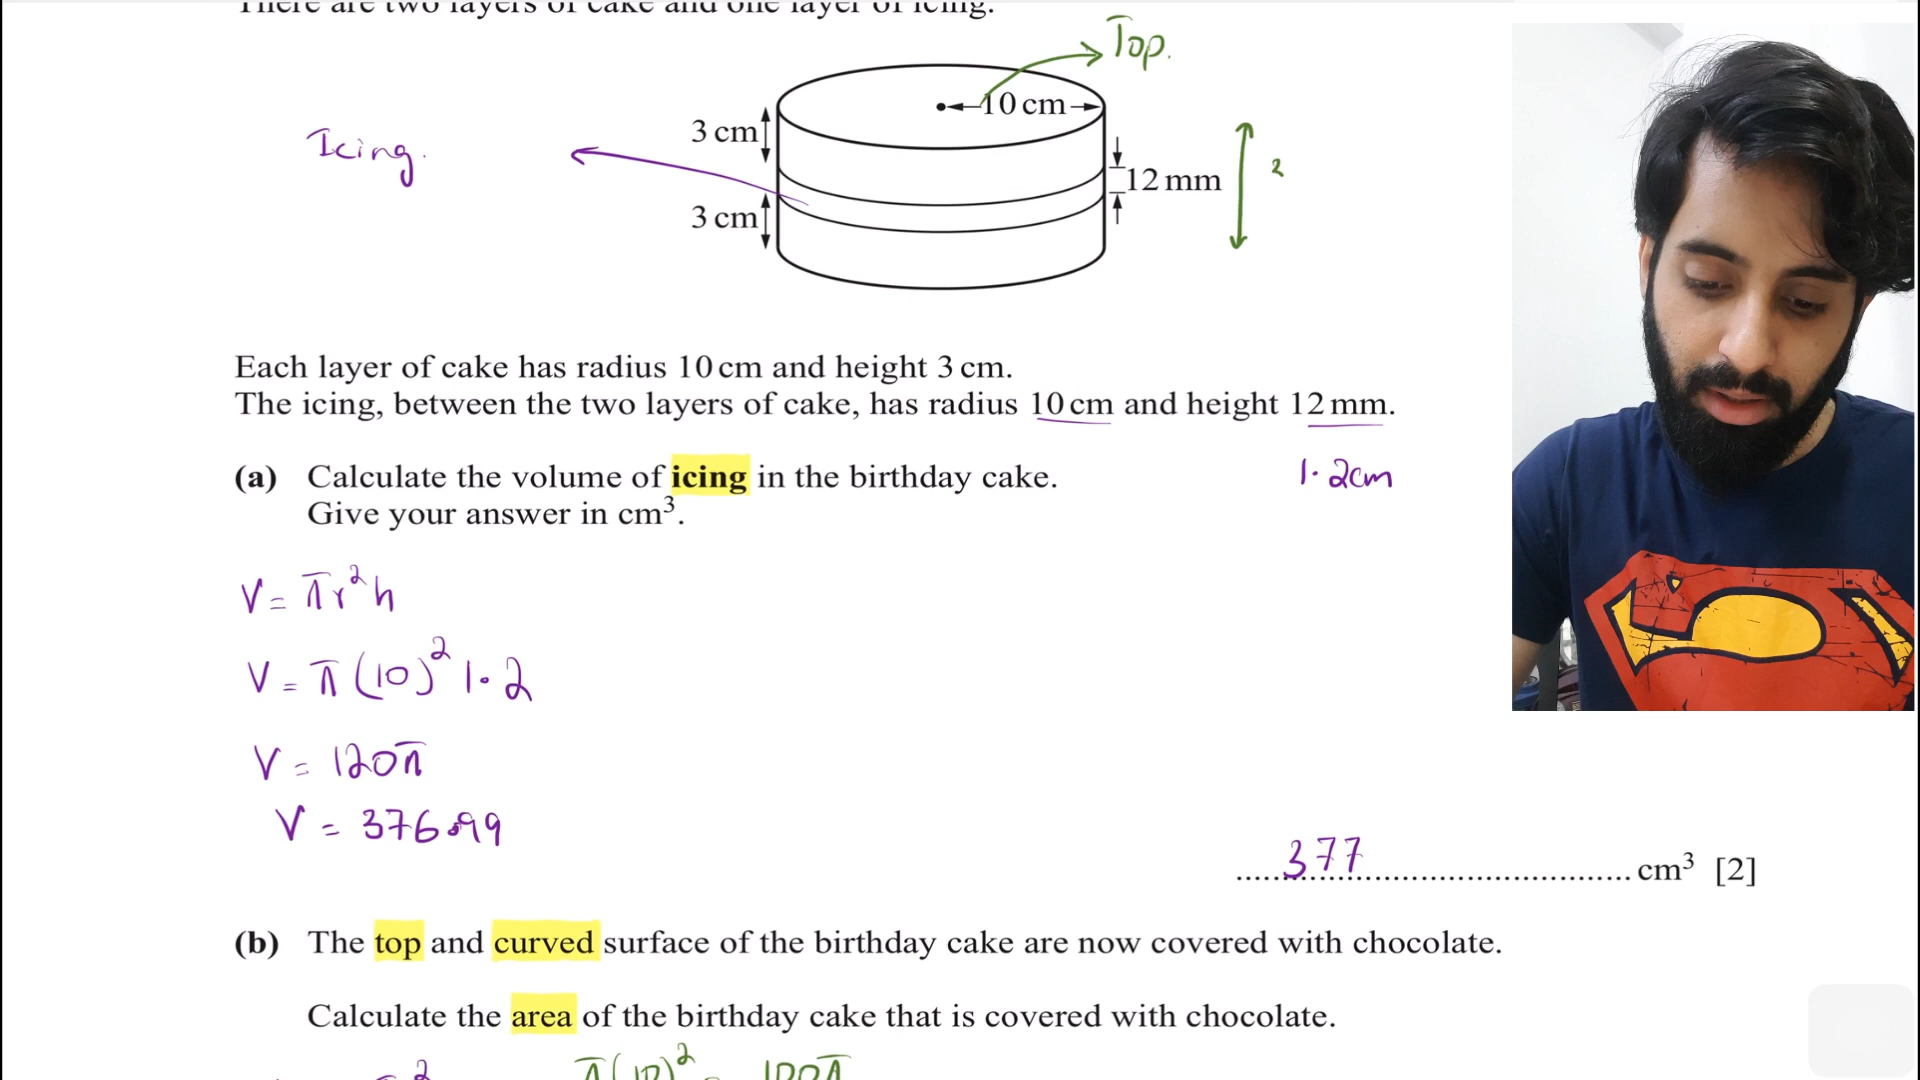 There are two layers of cake and one layer of icing.
Top.
10 cm
3 cm
Icing.
12 mm
2
3 cm
Each layer of cake has radius 10 cm and height 3 cm.
The icing, between the two layers of cake, has radius 10 cm and height 12 mm.
(a) Calculate the volume of icing in the birthday cake.
1.2cm
Give your answer in cm³.
V = πr²h
V = π(10)² 1.2
V = 120π
V = 376.99
377 cm³ [2]
(b) The top and curved surface of the birthday cake are now covered with chocolate.
Calculate the area of the birthday cake that is covered with chocolate.
π(10)² = 100π